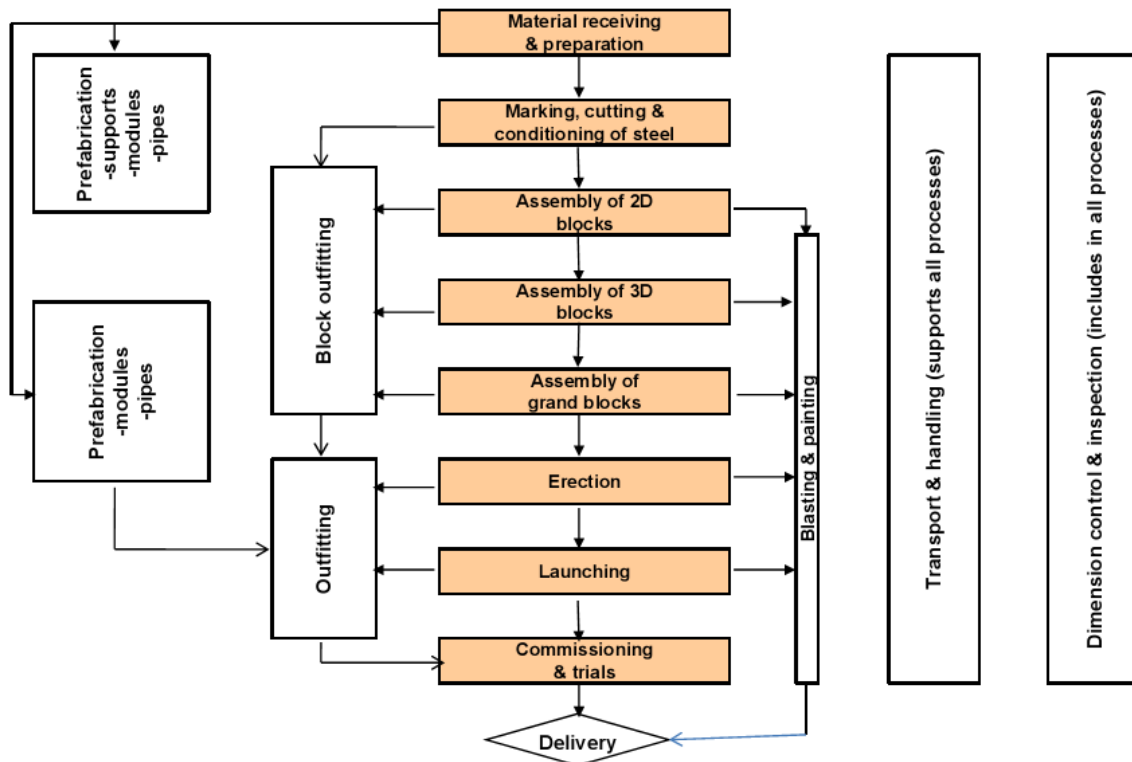 Material receiving
& preparation
Prefabrication
-supports
-modules
-pipes
Marking, cutting &
conditioning of steel
Assembly of 2D
blocks
Block outfitting
Assembly of 3D
blocks
Prefabrication
-modules
-pipes
Assembly of
grand blocks
Blasting & painting
Transport & handling (supports all processes)
Dimension control & inspection (includes in all processes)
Erection
Outfitting
Launching
Commissioning
& trials
Delivery